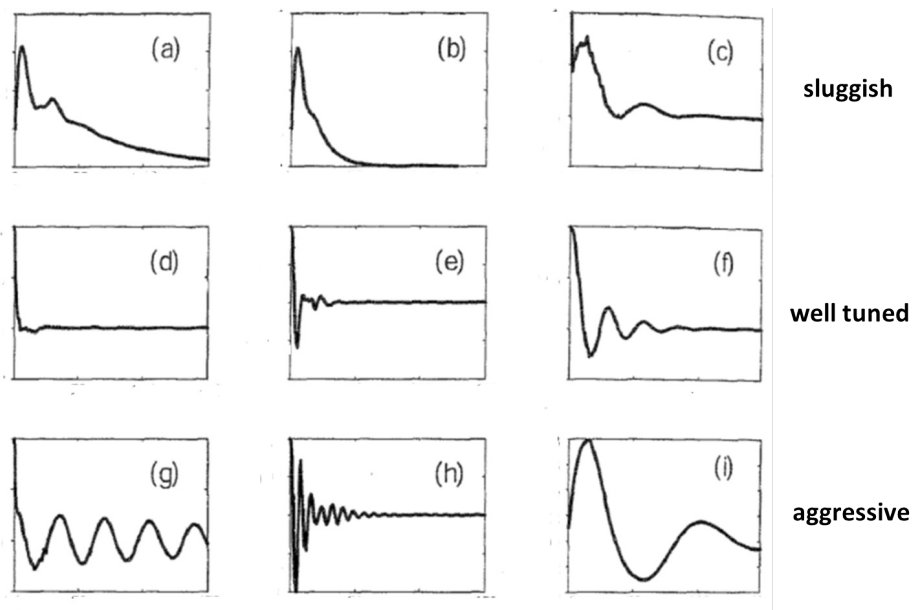 (a)
(b)
(c)
sluggish
(d)
(e)
(f)
well tuned
(g)
(h)
(i)
aggressive